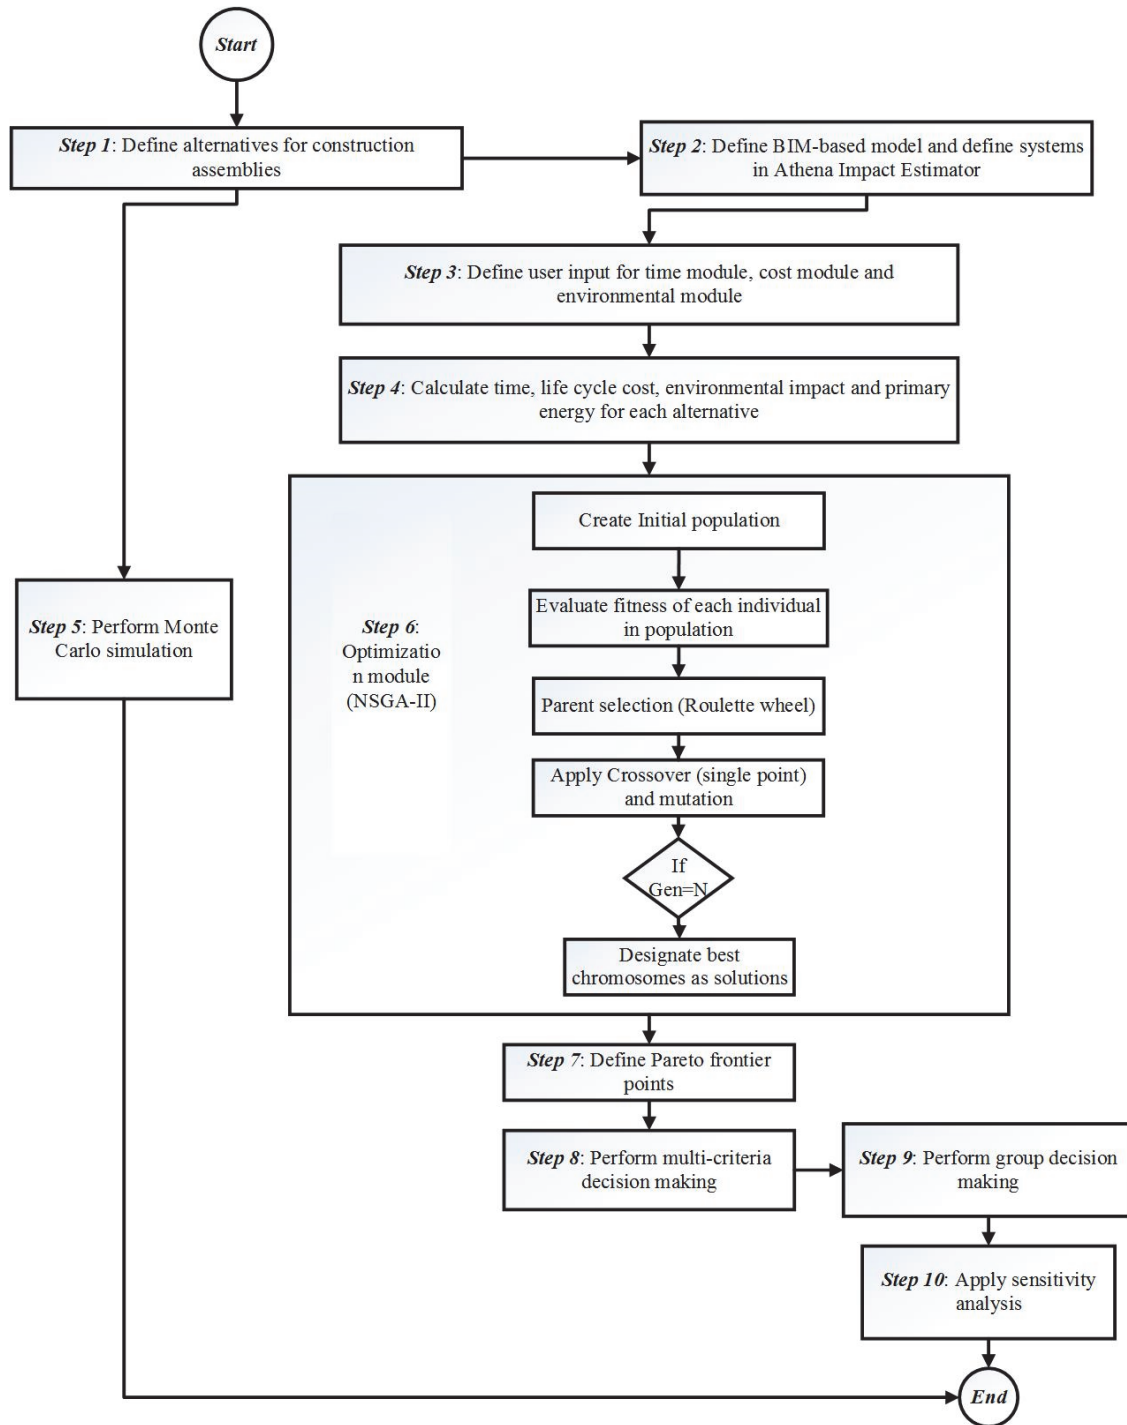 Start
Step 1: Define alternatives for construction
assemblies
Step 2: Define BIM-based model and define systems
in Athena Impact Estimator
Step 3: Define user input for time module, cost module and
environmental module
Step 4: Calculate time, life cycle cost, environmental impact and primary
energy for each alternative
Step 5: Perform Monte
Carlo simulation
Step 6:
Optimizatio
n module
(NSGA-II)
Create Initial population
Evaluate fitness of each individual
in population
Parent selection (Roulette wheel)
Apply Crossover (single point)
and mutation
If
Gen=N
Designate best
chromosomes as solutions
Step 7: Define Pareto frontier
points
Step 8: Perform multi-criteria
decision making
Step 9: Perform group decision
making
Step 10: Apply sensitivity
analysis
End